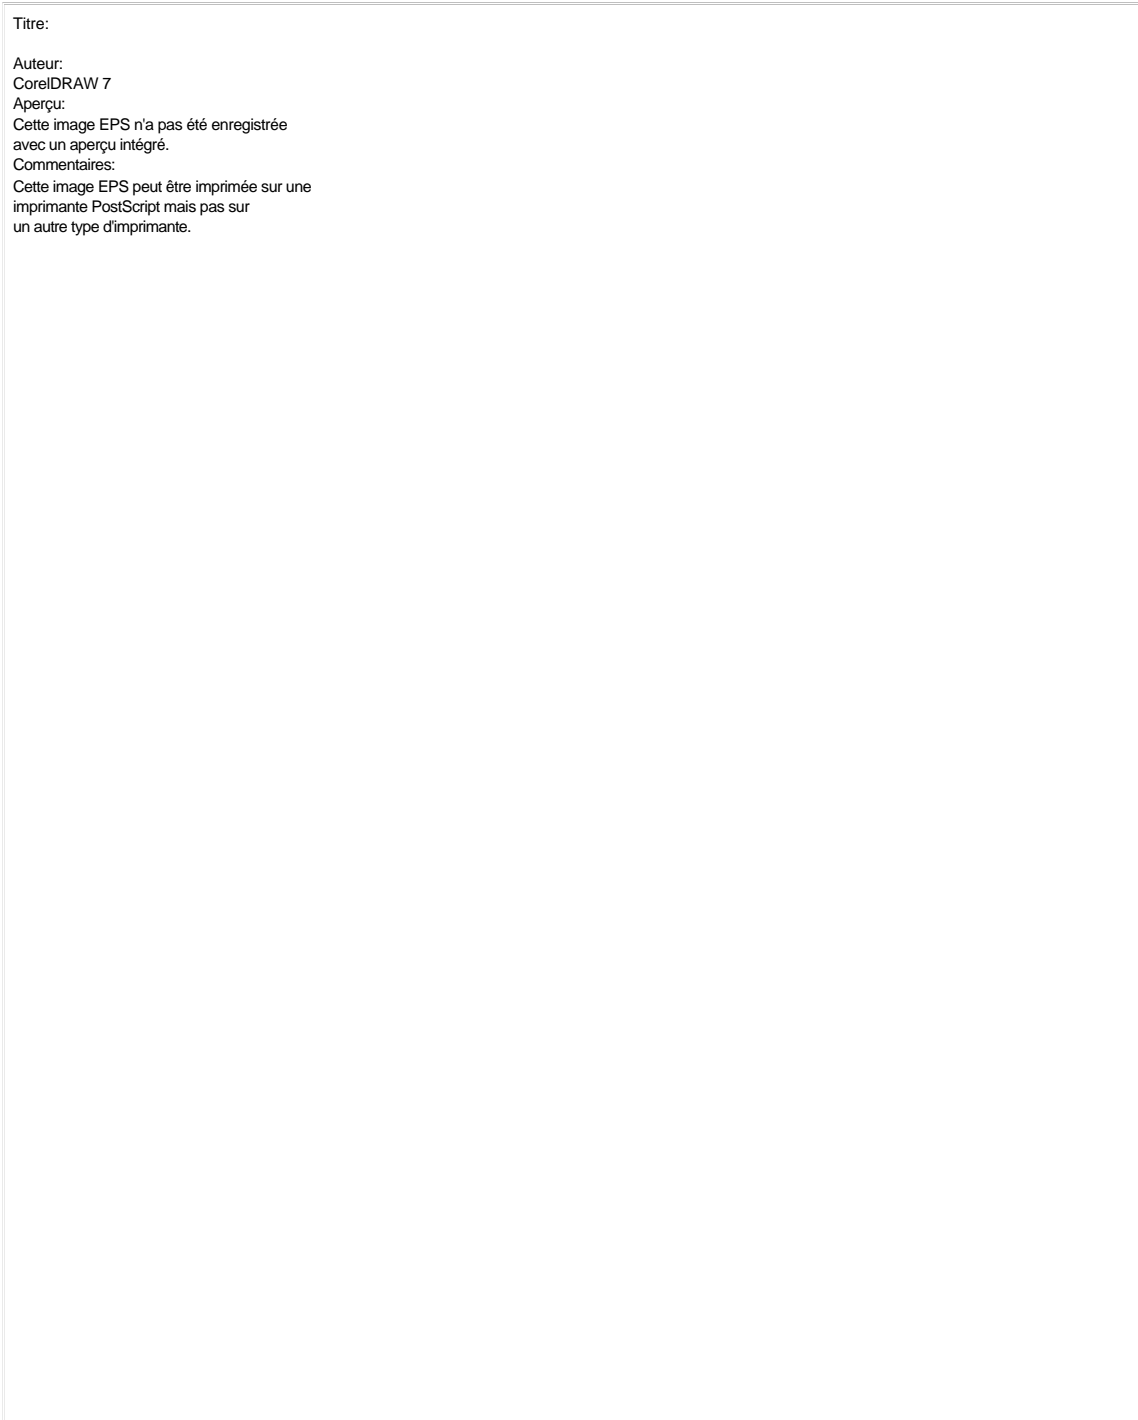 Titre:
Auteur:
CorelDRAW 7
Aperçu:
Cette image EPS n'a pas été enregistrée
avec un aperçu intégré.
Commentaires:
Cette image EPS peut être imprimée sur une
imprimante PostScript mais pas sur
un autre type d'imprimante.